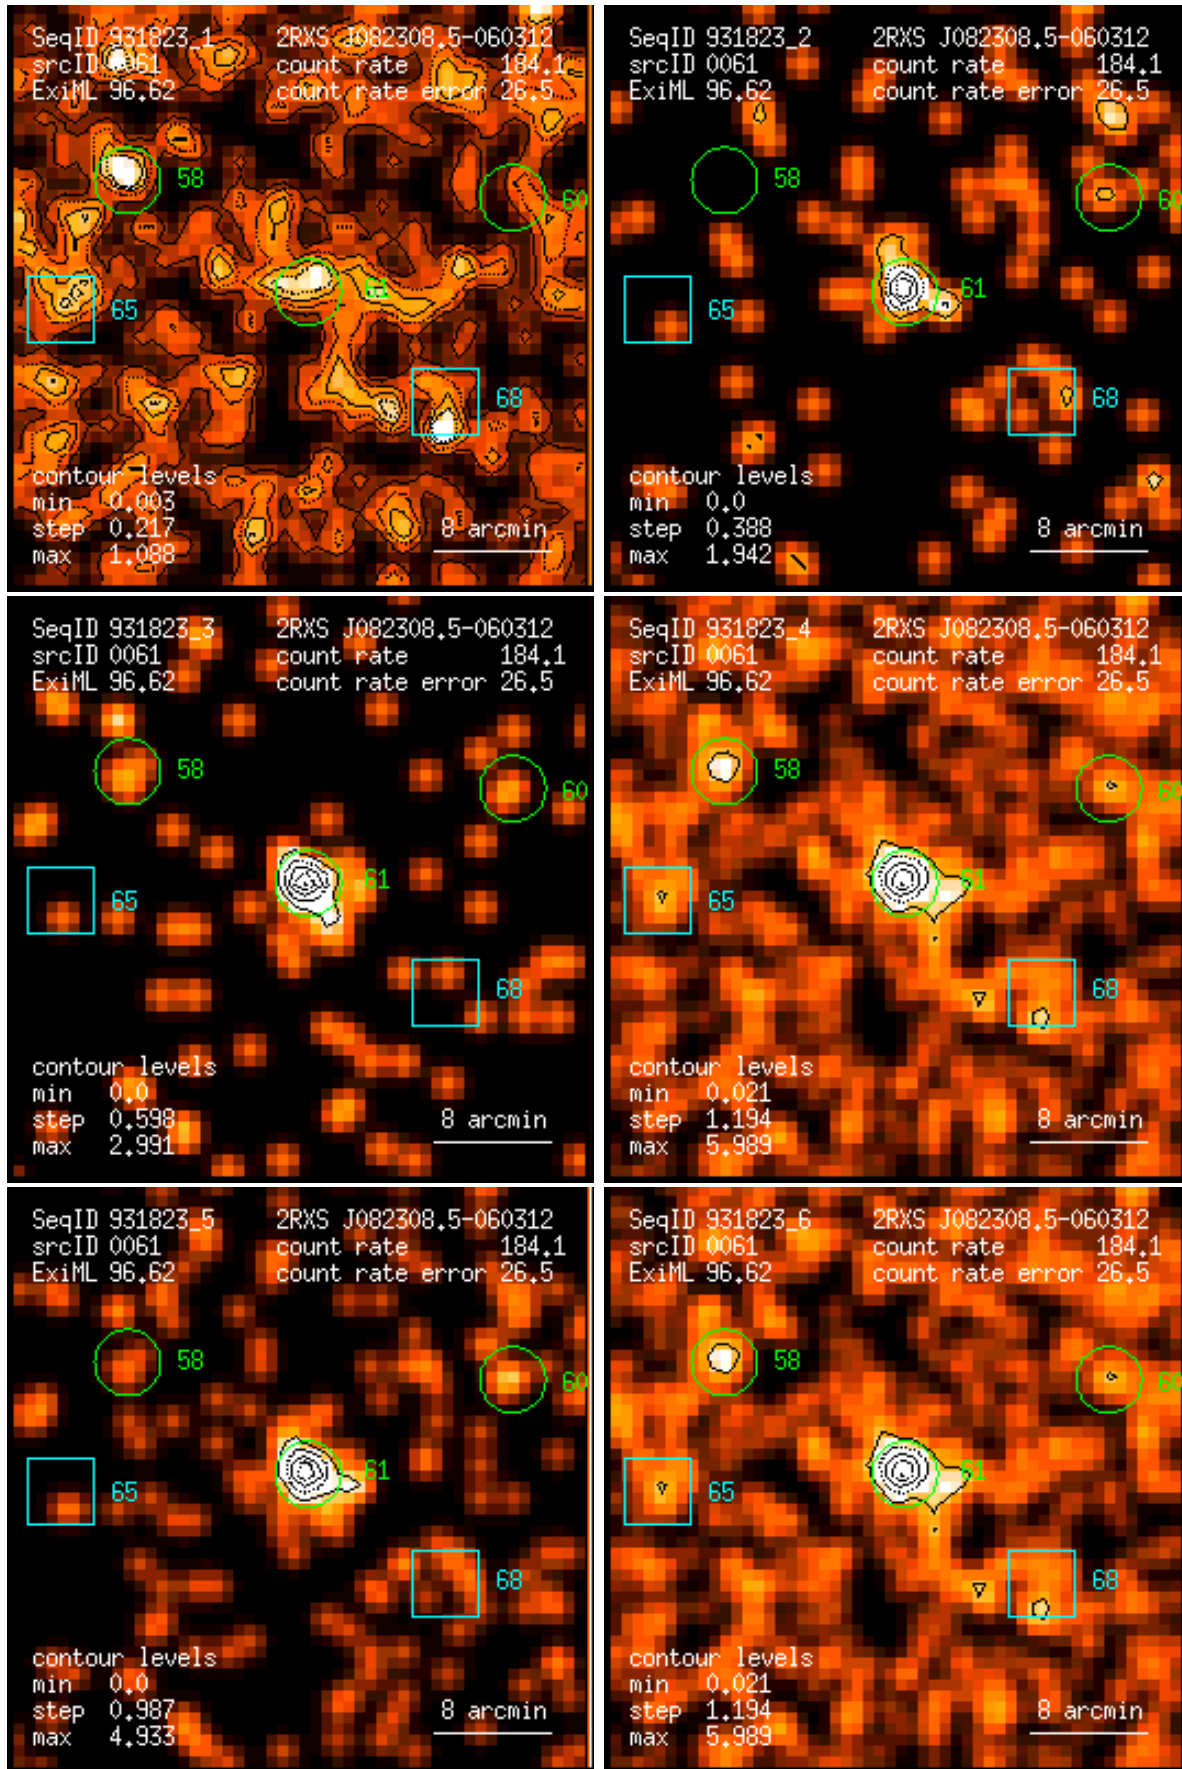 SeqID 931823_1 2RXS J082308.5-060312
srcID 0061 count rate 184.1
ExiML 96.62 count rate error 26.5
58
60
61
65
68
contour levels
min 0.003
step 0.217 8 arcmin
max 1.088
SeqID 931823_2 2RXS J082308.5-060312
srcID 0061 count rate 184.1
ExiML 96.62 count rate error 26.5
58
60
61
65
68
contour levels
min 0.0
step 0.388 8 arcmin
max 1.942
SeqID 931823_3 2RXS J082308.5-060312
srcID 0061 count rate 184.1
ExiML 96.62 count rate error 26.5
58
60
61
65
68
contour levels
min 0.0
step 0.598 8 arcmin
max 2.991
SeqID 931823_4 2RXS J082308.5-060312
srcID 0061 count rate 184.1
ExiML 96.62 count rate error 26.5
58
60
61
65
68
contour levels
min 0.021
step 1.194 8 arcmin
max 5.989
SeqID 931823_5 2RXS J082308.5-060312
srcID 0061 count rate 184.1
ExiML 96.62 count rate error 26.5
58
60
61
65
68
contour levels
min 0.0
step 0.987 8 arcmin
max 4.933
SeqID 931823_6 2RXS J082308.5-060312
srcID 0061 count rate 184.1
ExiML 96.62 count rate error 26.5
58
60
61
65
68
contour levels
min 0.021
step 1.194 8 arcmin
max 5.989